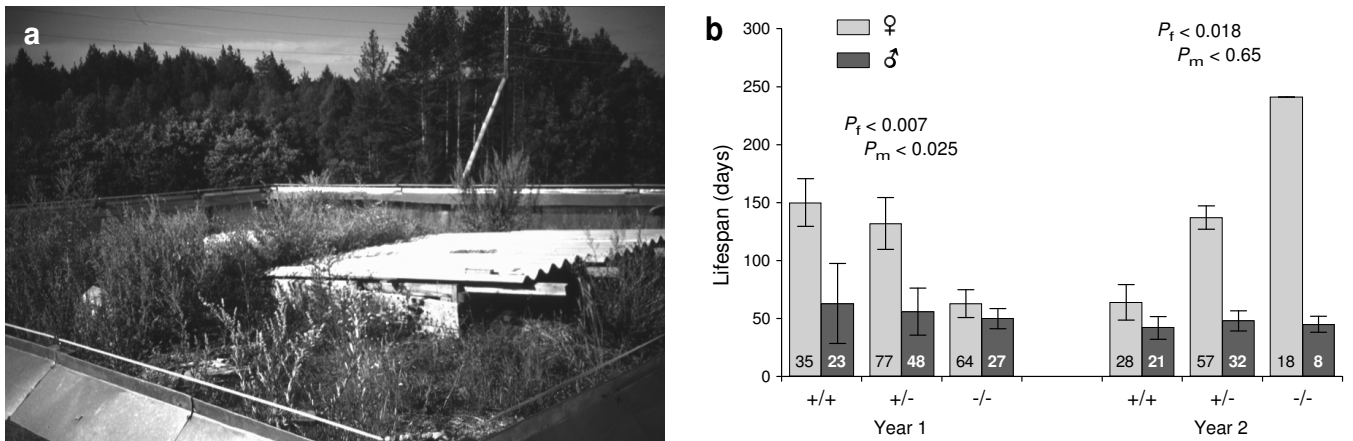 a
b
♀
♂
P_f < 0.007
P_m < 0.025
P_f < 0.018
P_m < 0.65
Lifespan (days)
300
250
200
150
100
50
0
35 23 77 48 64 27 28 21 57 32 18 8
+/+ +/- -/- +/+ +/- -/-
Year 1 Year 2